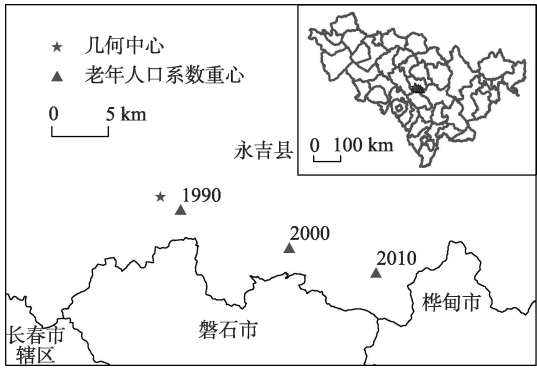 几何中心
老年人口系数重心
0 5 km
永吉县
0 100 km
1990
2000
2010
桦甸市
磐石市
长春市
辖区